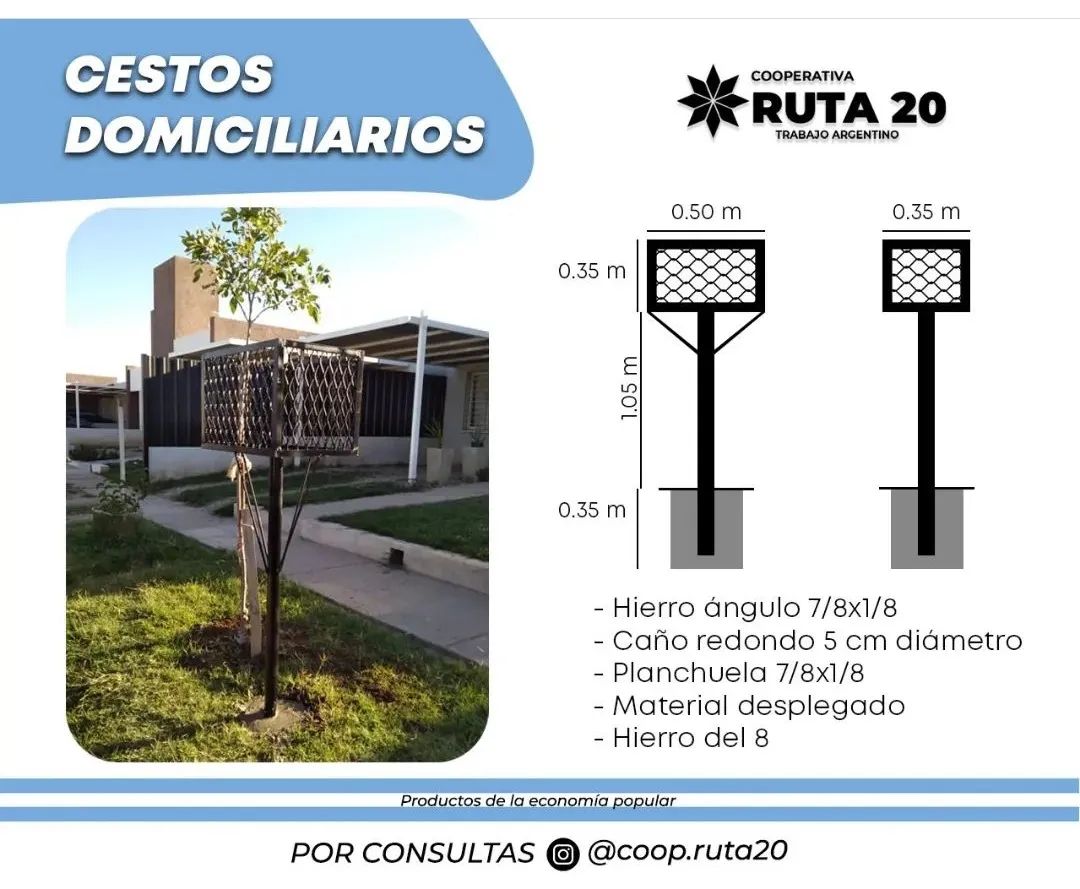 CESTOS
DOMICILIARIOS
COOPERATIVA
RUTA 20
TRABAJO ARGENTINO
0.50 m
0.35 m
0.35 m
1.05 m
0.35 m
- Hierro ángulo 7/8x1/8
- Caño redondo 5 cm diámetro
- Planchuela 7/8x1/8
- Material desplegado
- Hierro del 8
Productos de la economía popular
POR CONSULTAS @coop.ruta20